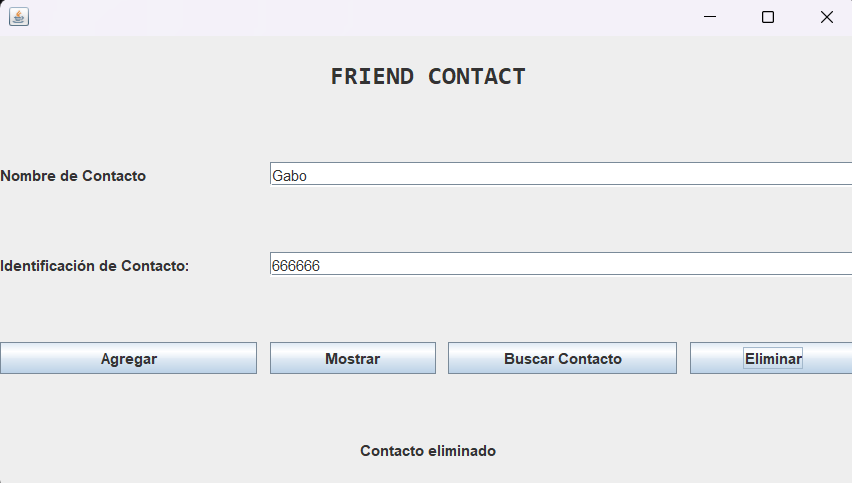 FRIEND CONTACT
Nombre de Contacto Gabo
Identificación de Contacto: 666666
Agregar Mostrar Buscar Contacto Eliminar
Contacto eliminado